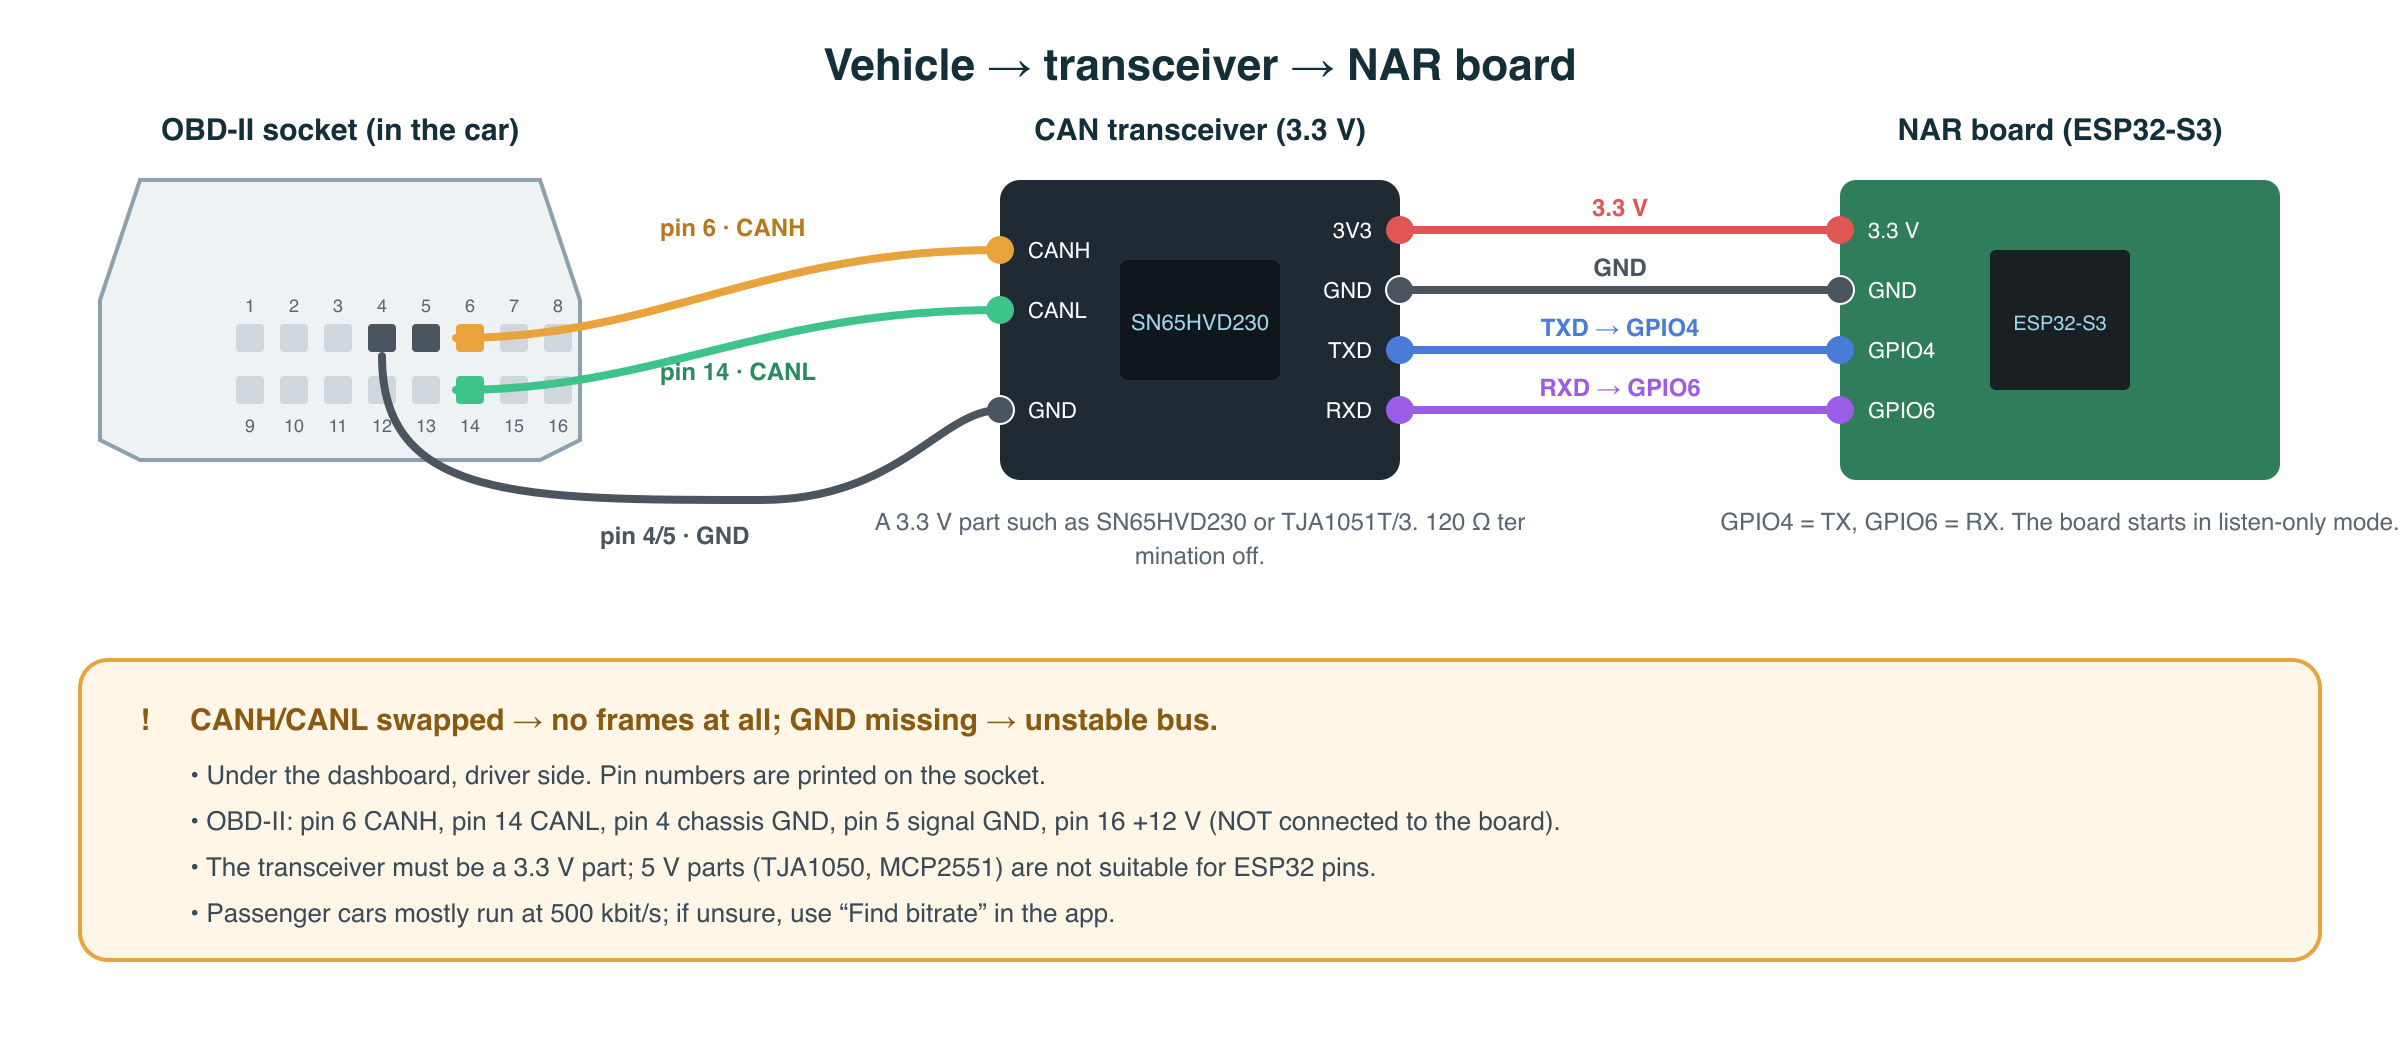 Vehicle → transceiver → NAR board
OBD-II socket (in the car)
CAN transceiver (3.3 V)
NAR board (ESP32-S3)
1 2 3 4 5 6 7 8
9 10 11 12 13 14 15 16
pin 6 · CANH
pin 14 · CANL
pin 4/5 · GND
CANH
CANL
GND
SN65HVD230
3V3
GND
TXD
RXD
3.3 V
GND
TXD → GPIO4
RXD → GPIO6
3.3 V
GND
GPIO4
GPIO6
ESP32-S3
A 3.3 V part such as SN65HVD230 or TJA1051T/3. 120 Ω ter
mination off.
GPIO4 = TX, GPIO6 = RX. The board starts in listen-only mode.
! CANH/CANL swapped → no frames at all; GND missing → unstable bus.
• Under the dashboard, driver side. Pin numbers are printed on the socket.
• OBD-II: pin 6 CANH, pin 14 CANL, pin 4 chassis GND, pin 5 signal GND, pin 16 +12 V (NOT connected to the board).
• The transceiver must be a 3.3 V part; 5 V parts (TJA1050, MCP2551) are not suitable for ESP32 pins.
• Passenger cars mostly run at 500 kbit/s; if unsure, use “Find bitrate” in the app.